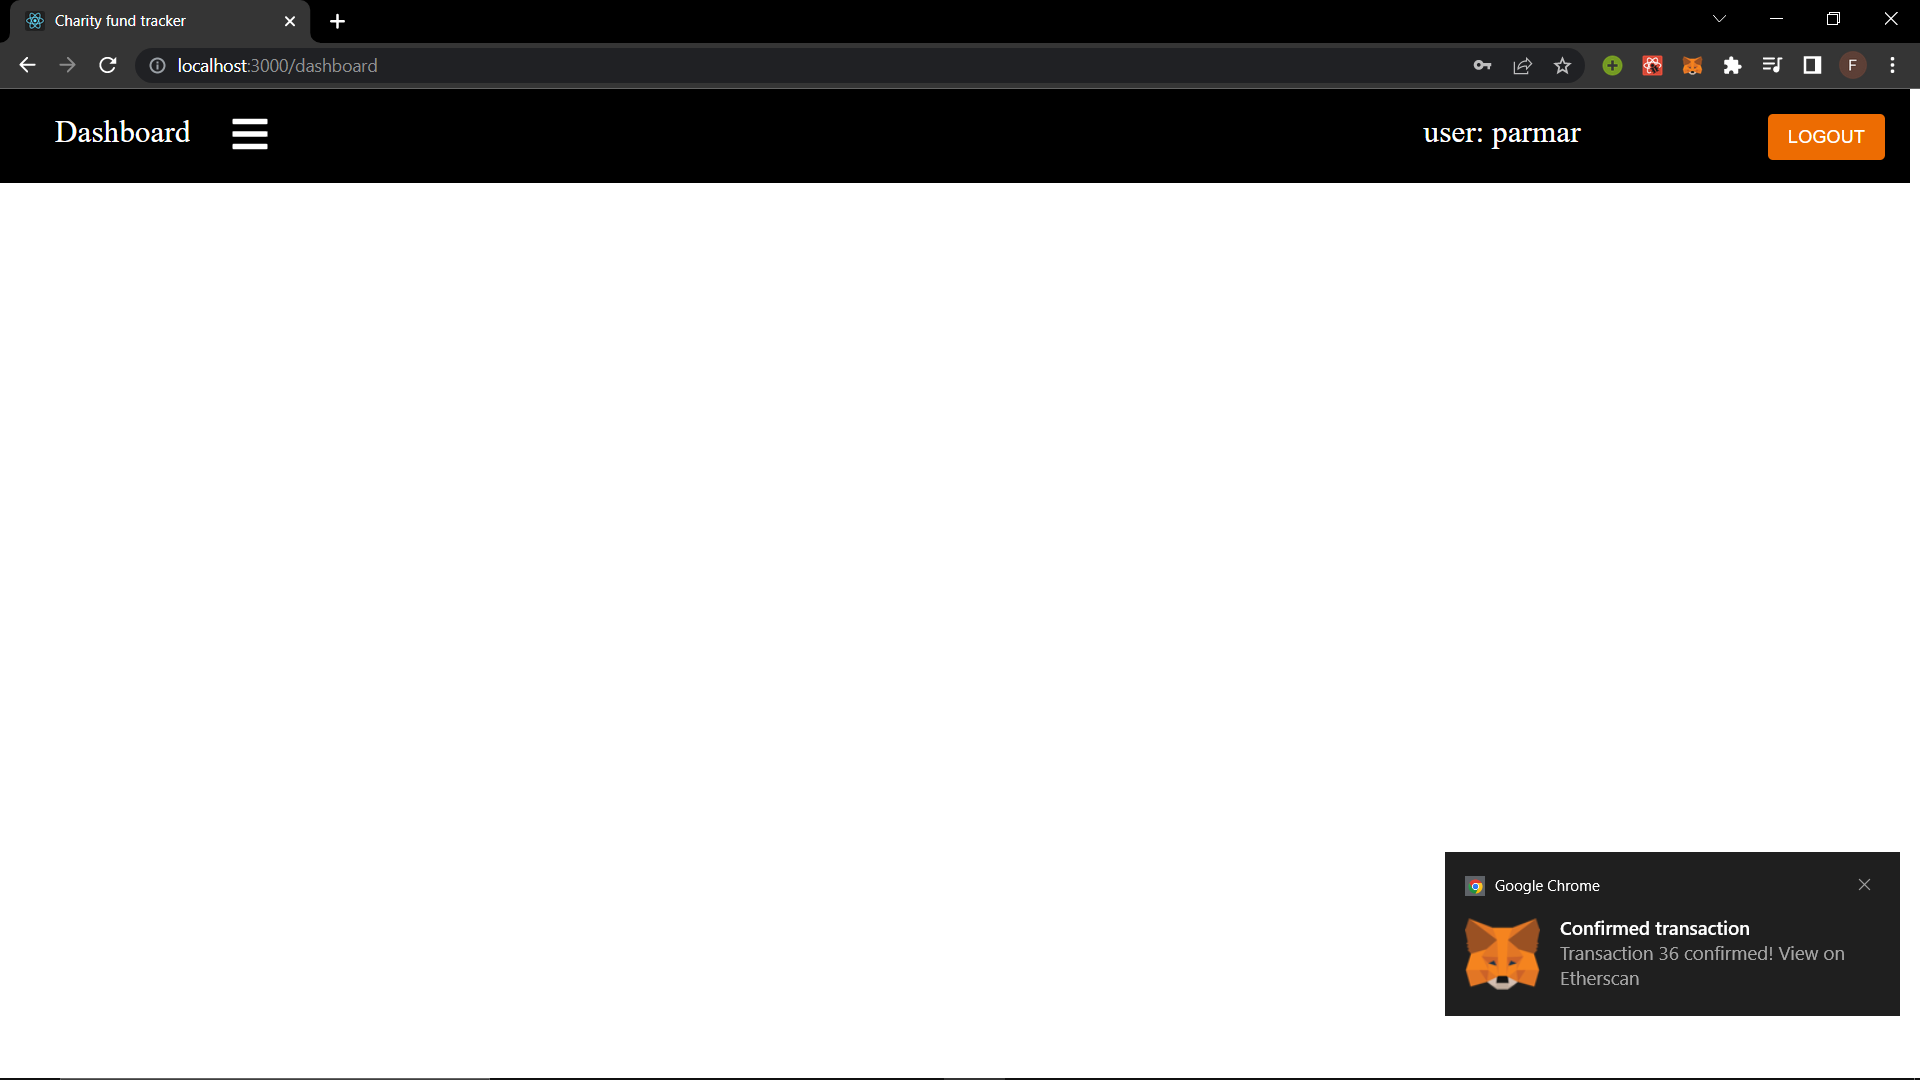 Charity fund tracker
localhost:3000/dashboard
F
Dashboard
user: parmar
LOGOUT
Google Chrome
Confirmed transaction
Transaction 36 confirmed! View on
Etherscan